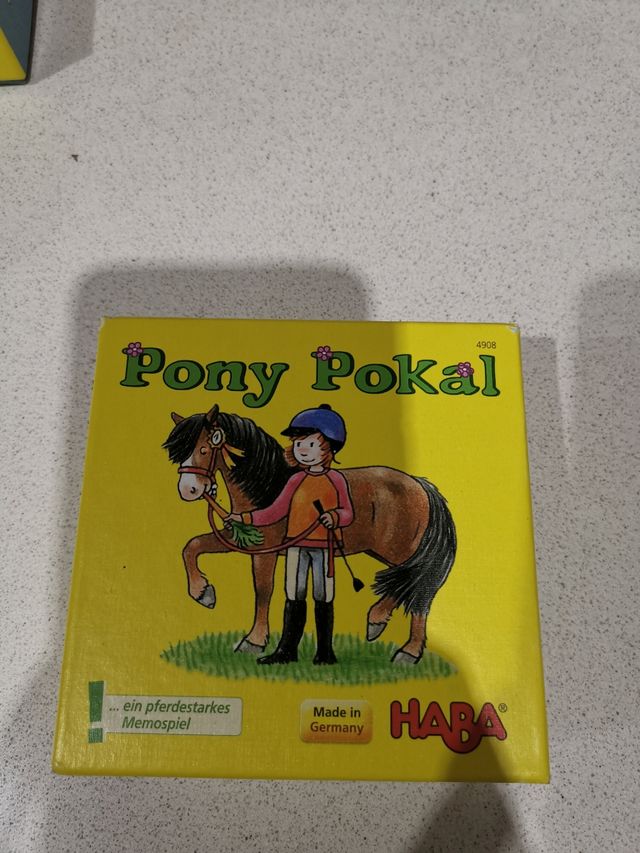 4908
Pony Pokal
... ein pferdestarkes
Memospiel
Made in
Germany
HABA®